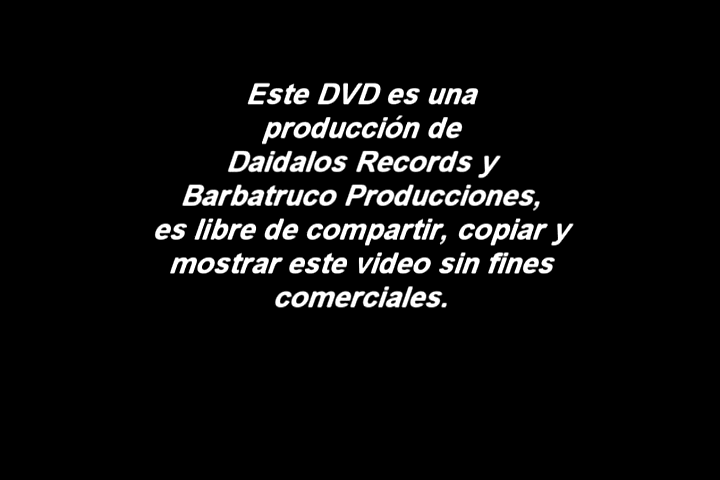 Este DVD es una
producción de
Daidalos Records y
Barbatruco Producciones,
es libre de compartir, copiar y
mostrar este video sin fines
comerciales.